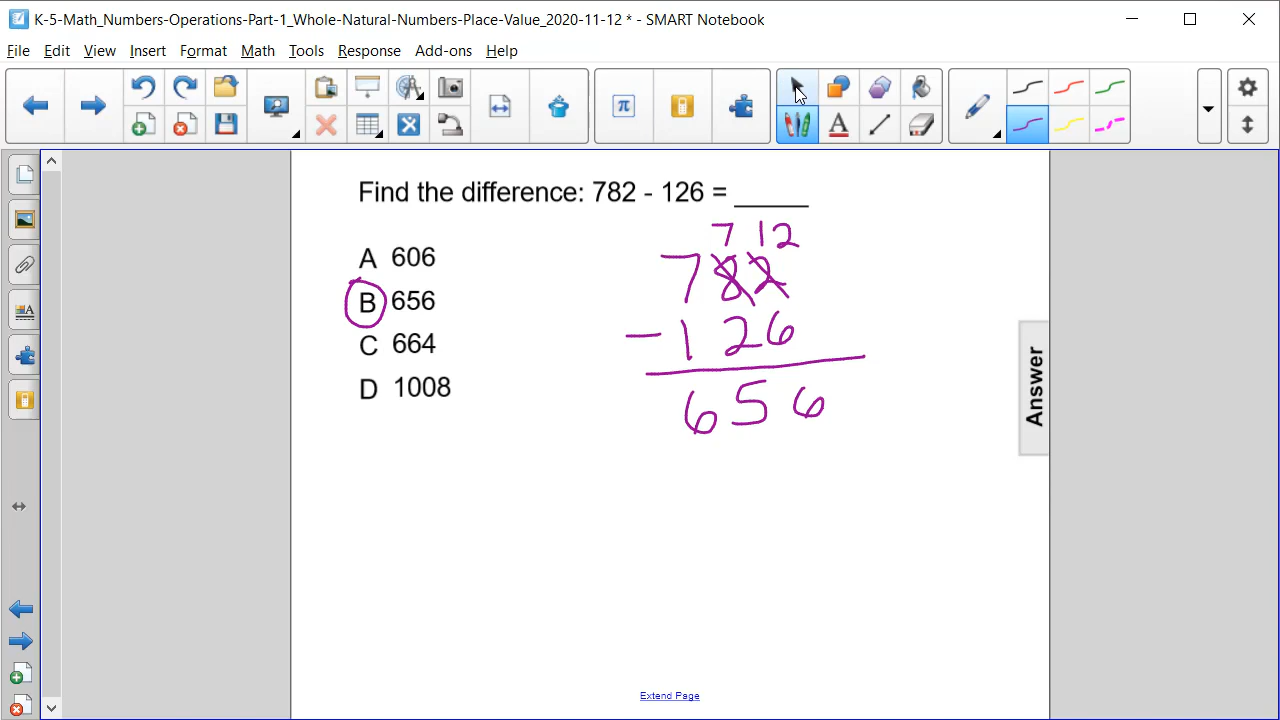 K-5-Math_Numbers-Operations-Part-1_Whole-Natural-Numbers-Place-Value_2020-11-12 * - SMART Notebook
File Edit View Insert Format Math Tools Response Add-ons Help
Find the difference: 782 - 126 = _____
A 606
B 656
C 664
D 1008
7 12
782
- 126
656
Answer
Extend Page